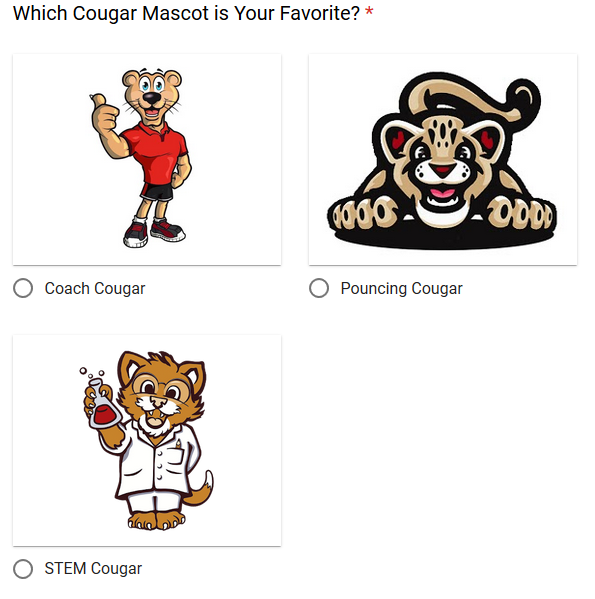 Which Cougar Mascot is Your Favorite? *
Coach Cougar
Pouncing Cougar
STEM Cougar